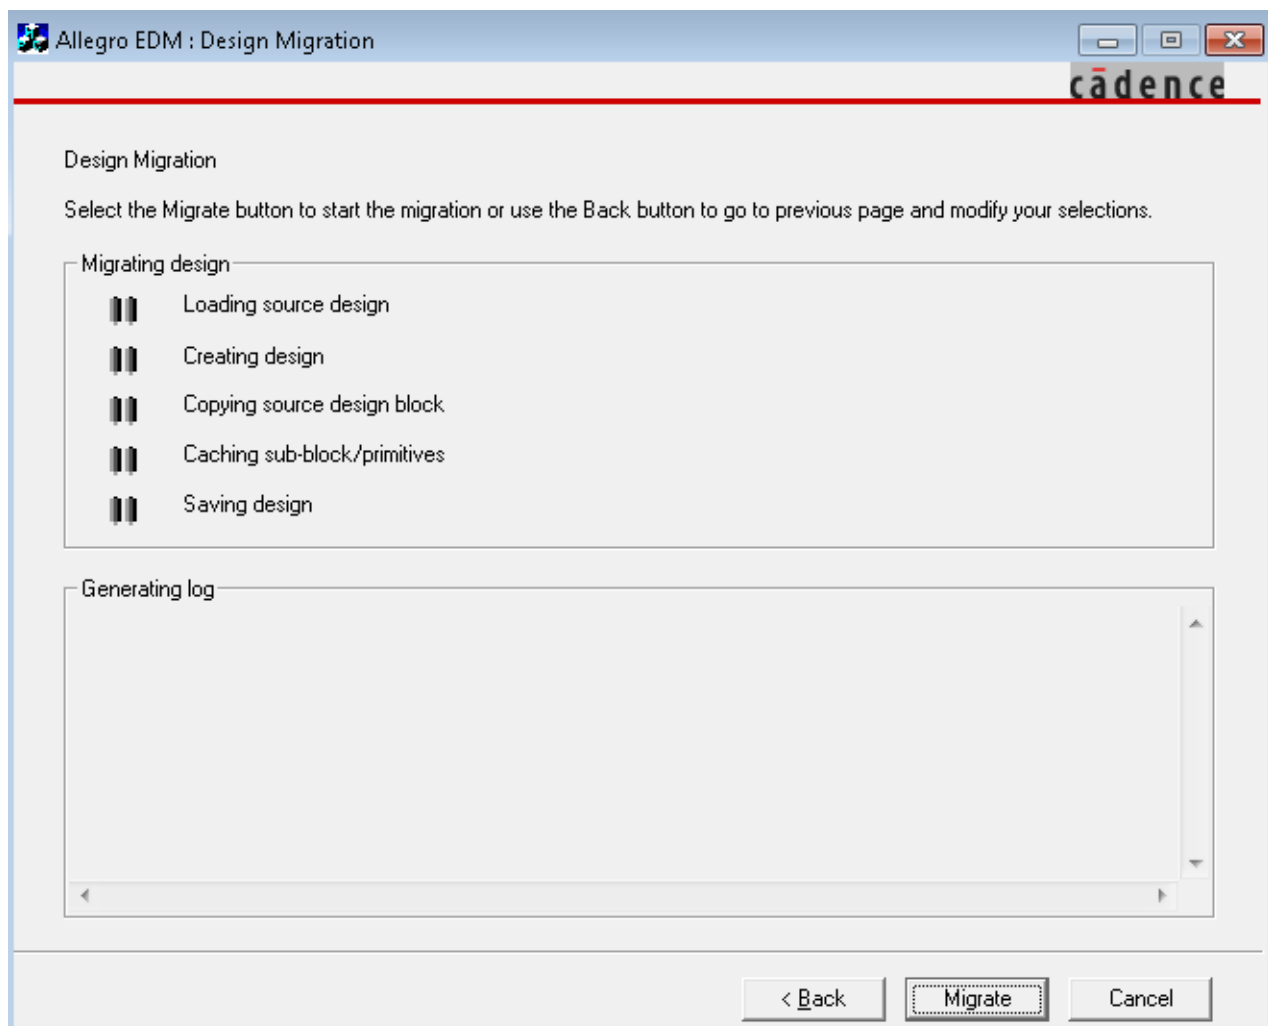 Allegro EDM : Design Migration
cādence
Design Migration
Select the Migrate button to start the migration or use the Back button to go to previous page and modify your selections.
Migrating design
Loading source design
Creating design
Copying source design block
Caching sub-block/primitives
Saving design
Generating log
< Back Migrate Cancel